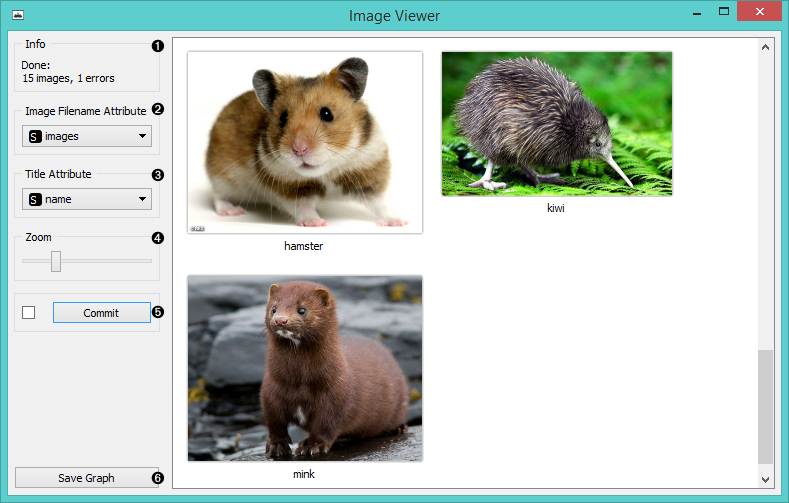 Image Viewer
Info
1
Done:
15 images, 1 errors
Image Filename Attribute
2
S images
Title Attribute
3
S name
Zoom
4
Commit
5
Save Graph
6
hamster
kiwi
mink